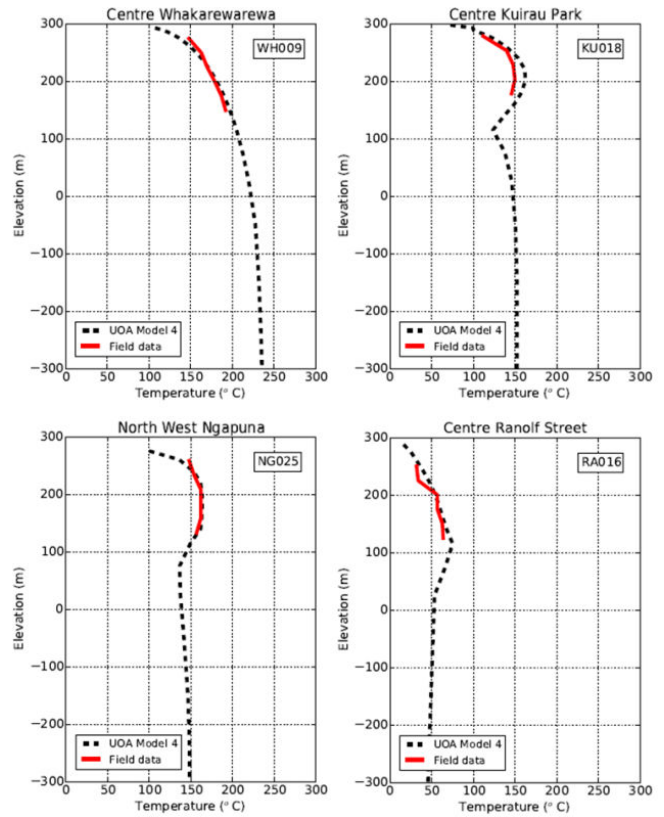 Centre Whakarewarewa
300
200
100
0
−100
−200
−300
Elevation (m)
WH009
UOA Model 4
Field data
0 50 100 150 200 250 300
Temperature (° C)
Centre Kuirau Park
300
200
100
0
−100
−200
−300
Elevation (m)
KU018
UOA Model 4
Field data
0 50 100 150 200 250 300
Temperature (° C)
North West Ngapuna
300
200
100
0
−100
−200
−300
Elevation (m)
NG025
UOA Model 4
Field data
0 50 100 150 200 250 300
Temperature (° C)
Centre Ranolf Street
300
200
100
0
−100
−200
−300
Elevation (m)
RA016
UOA Model 4
Field data
0 50 100 150 200 250 300
Temperature (° C)